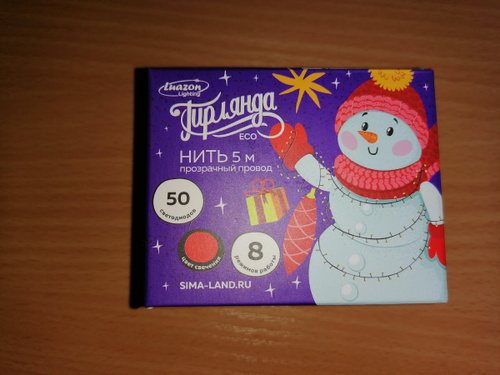 Luazon
Lighting
Гирлянда
ECO
НИТЬ 5 м
прозрачный провод
50
светодиодов
цвет свечения
8
режимов работы
SIMA-LAND.RU